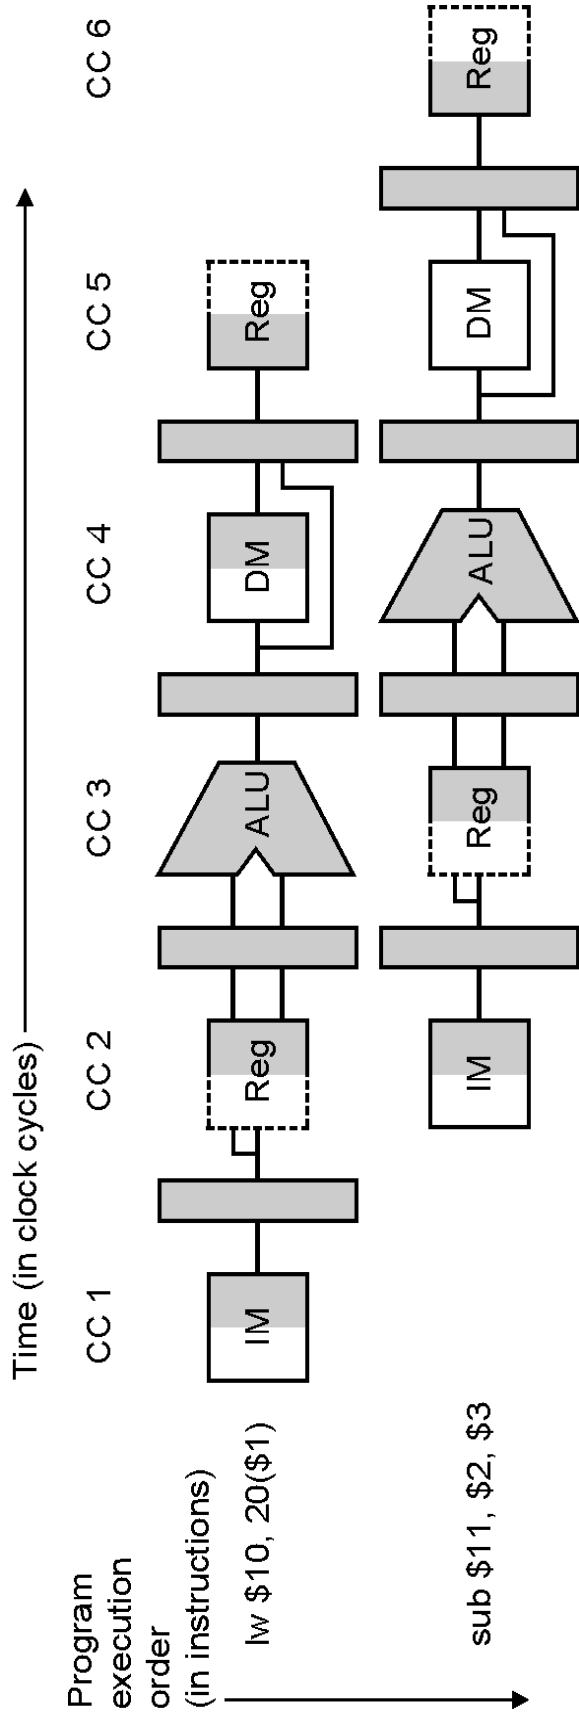 Time (in clock cycles)
CC 1 CC 2 CC 3 CC 4 CC 5 CC 6
Program
execution
order
(in instructions)
lw $10, 20($1)
IM Reg ALU DM Reg
sub $11, $2, $3
IM Reg ALU DM Reg